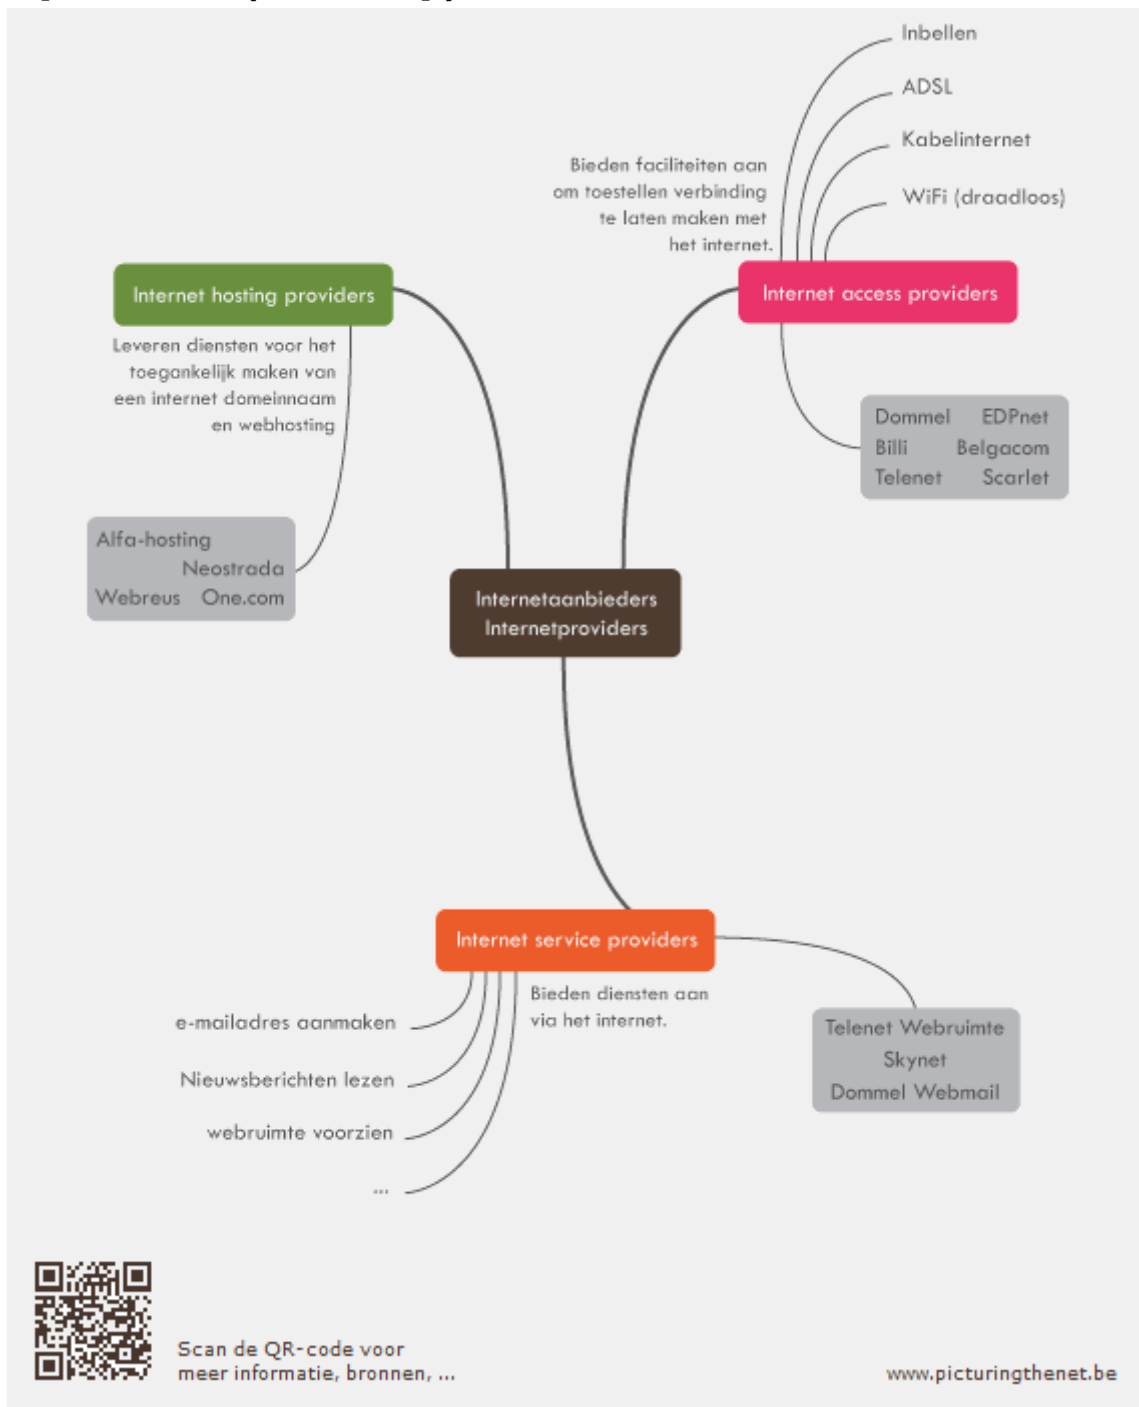 Inbellen
ADSL
Kabelinternet
WiFi (draadloos)
Bieden faciliteiten aan
om toestellen verbinding
te laten maken met
het internet.
Internet hosting providers
Internet access providers
Leveren diensten voor het
toegankelijk maken van
een internet domeinnaam
en webhosting
Dommel EDPnet
Billi Belgacom
Telenet Scarlet
Alfa-hosting
Neostrada
Webreus One.com
Internetaanbieders
Internetproviders
Internet service providers
Bieden diensten aan
via het internet.
e-mailadres aanmaken
Nieuwsberichten lezen
webruimte voorzien
...
Telenet Webruimte
Skynet
Dommel Webmail
Scan de QR-code voor
meer informatie, bronnen, ...
www.picturingthenet.be